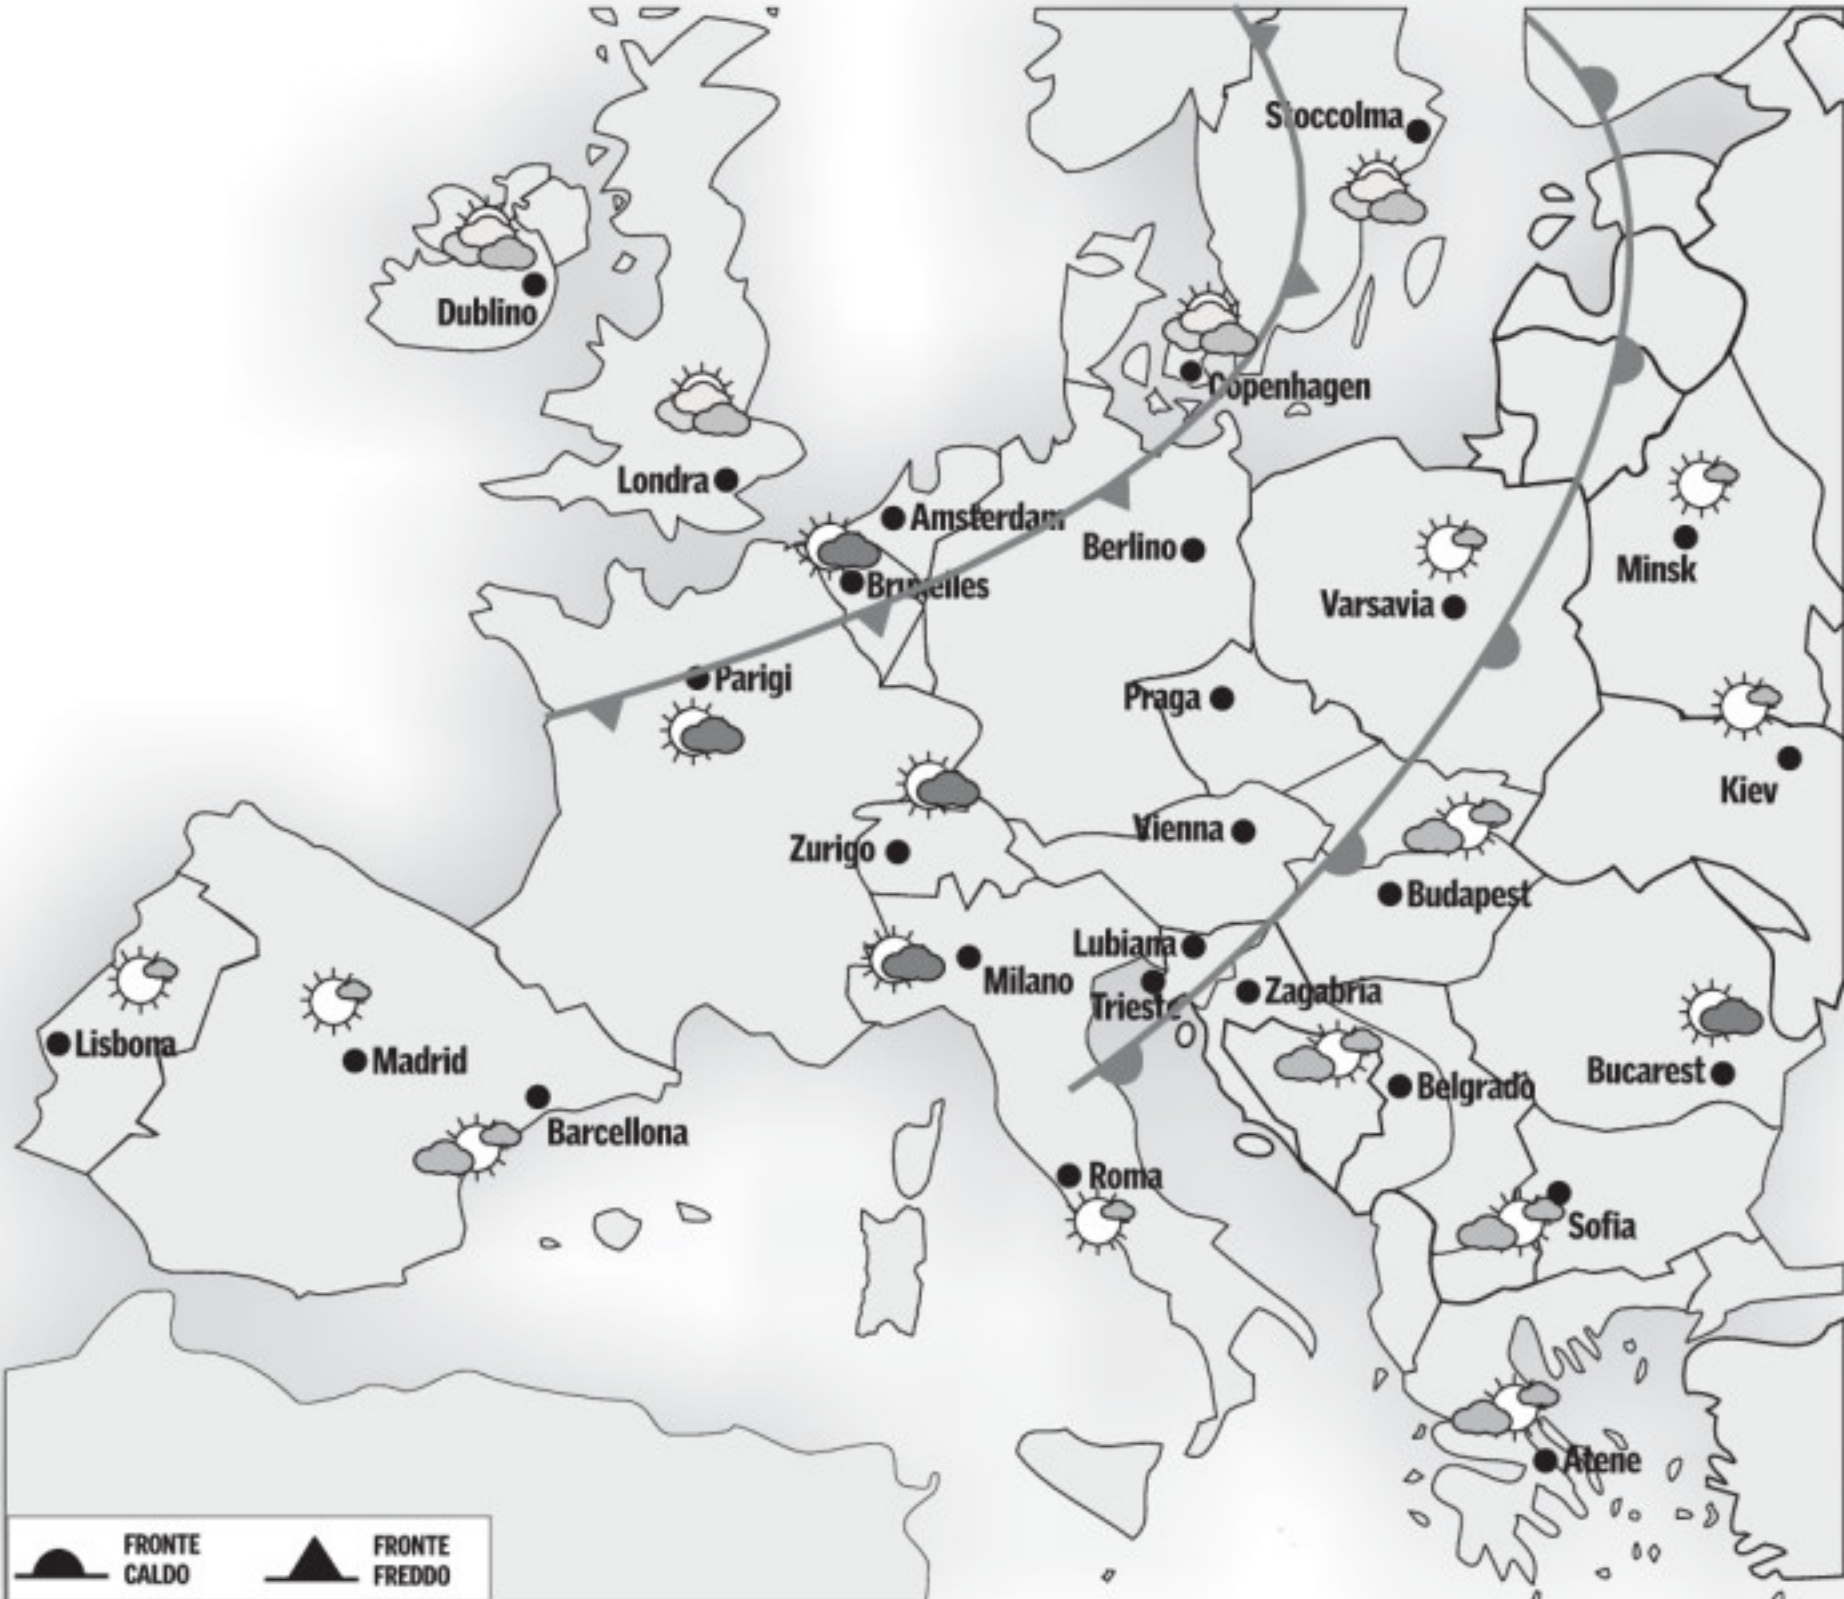 Stoccolma
Dublino
Copenhagen
Londra
Amsterdam
Berlino
Bruxelles
Minsk
Varsavia
Parigi
Praga
Kiev
Vienna
Zurigo
Budapest
Lubiana
Milano
Trieste
Zagabria
Lisbona
Madrid
Belgrado
Bucarest
Barcellona
Roma
Sofia
Atene
FRONTE
CALDO
FRONTE
FREDDO